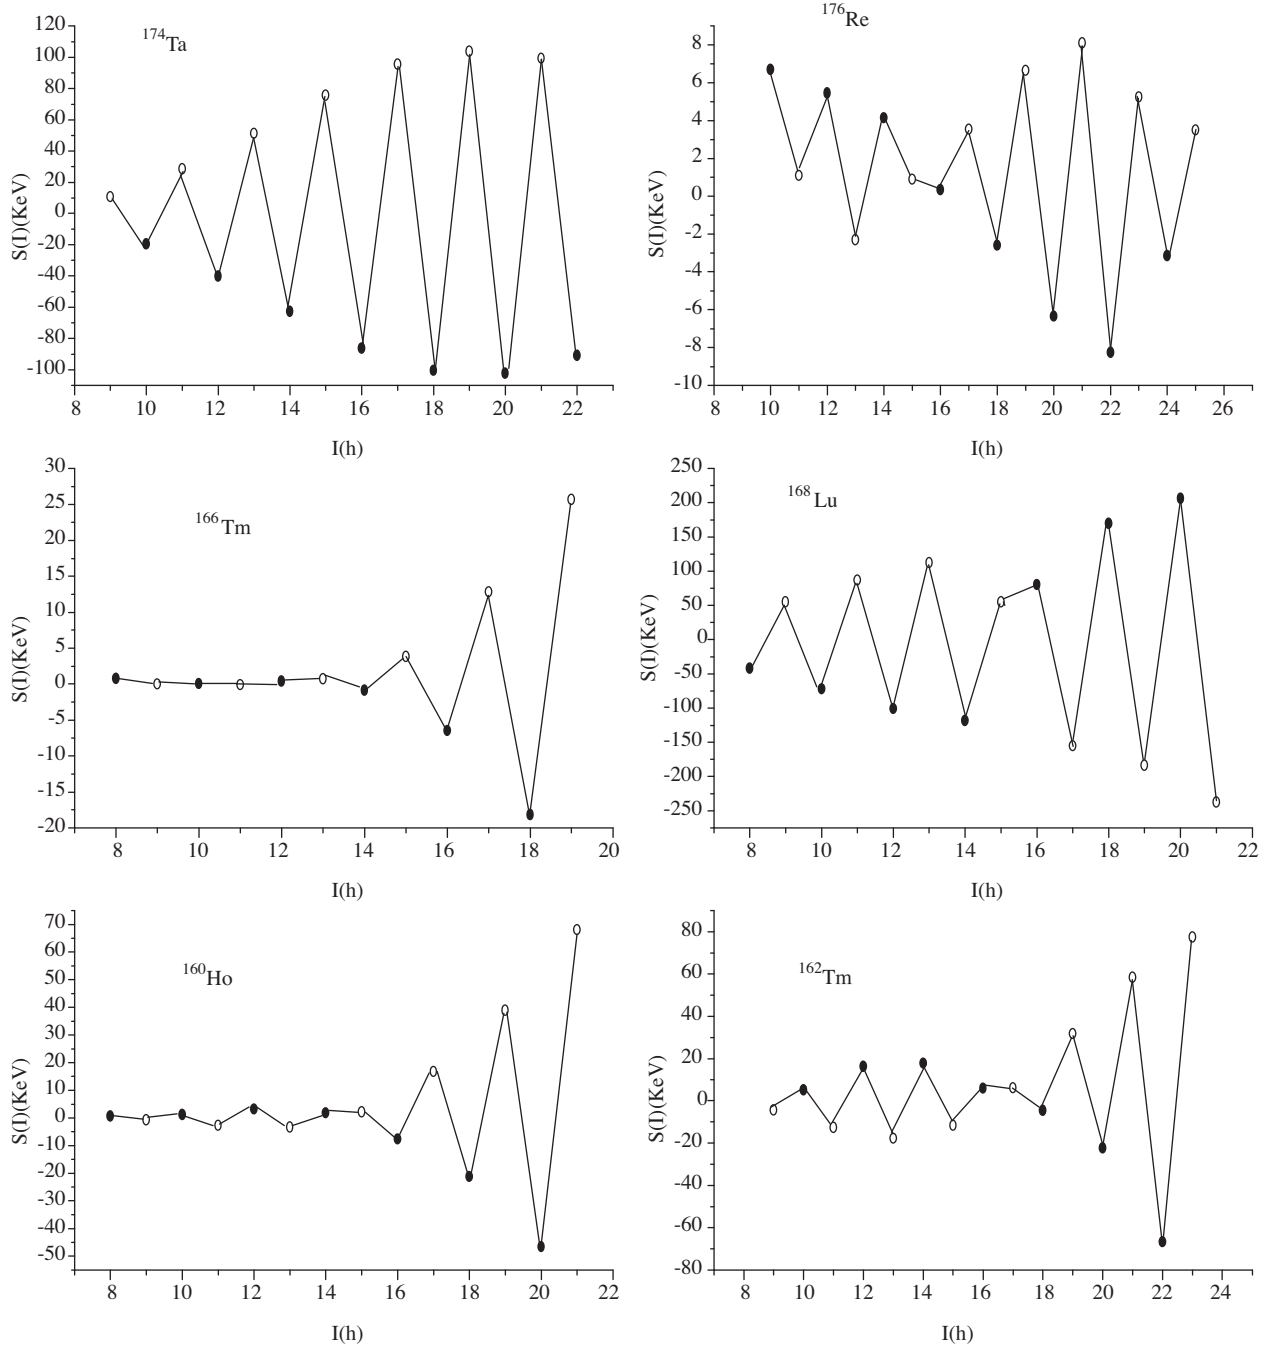 ¹⁷⁴Ta
S(I)(KeV)
120
100
80
60
40
20
0
-20
-40
-60
-80
-100
8 10 12 14 16 18 20 22
I(h)
¹⁷⁶Re
S(I)(KeV)
8
6
4
2
0
-2
-4
-6
-8
-10
8 10 12 14 16 18 20 22 24 26
I(h)
¹⁶⁶Tm
S(I)(KeV)
30
25
20
15
10
5
0
-5
-10
-15
-20
8 10 12 14 16 18 20
I(h)
¹⁶⁸Lu
S(I)(KeV)
250
200
150
100
50
0
-50
-100
-150
-200
-250
8 10 12 14 16 18 20 22
I(h)
¹⁶⁰Ho
S(I)(KeV)
70
60
50
40
30
20
10
0
-10
-20
-30
-40
-50
8 10 12 14 16 18 20 22
I(h)
¹⁶²Tm
S(I)(KeV)
80
60
40
20
0
-20
-40
-60
-80
8 10 12 14 16 18 20 22 24
I(h)